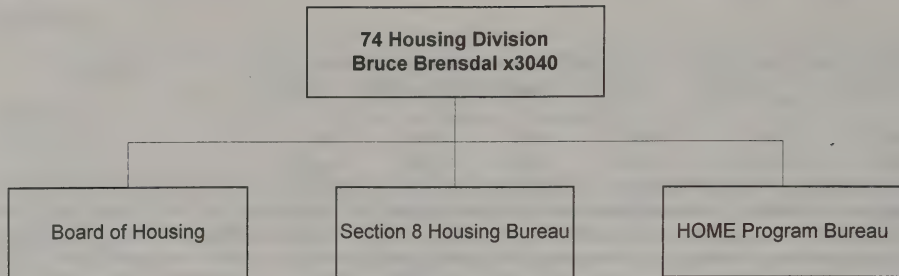 74 Housing Division
Bruce Brensdal x3040
Board of Housing
Section 8 Housing Bureau
HOME Program Bureau